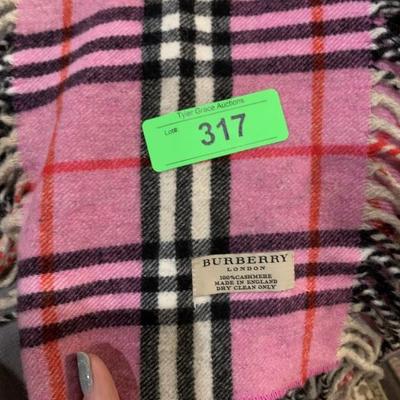 Tyler Grace Auctions
Lot#: 317
BURBERRY
LONDON
100% CASHMERE
MADE IN ENGLAND
DRY CLEAN ONLY